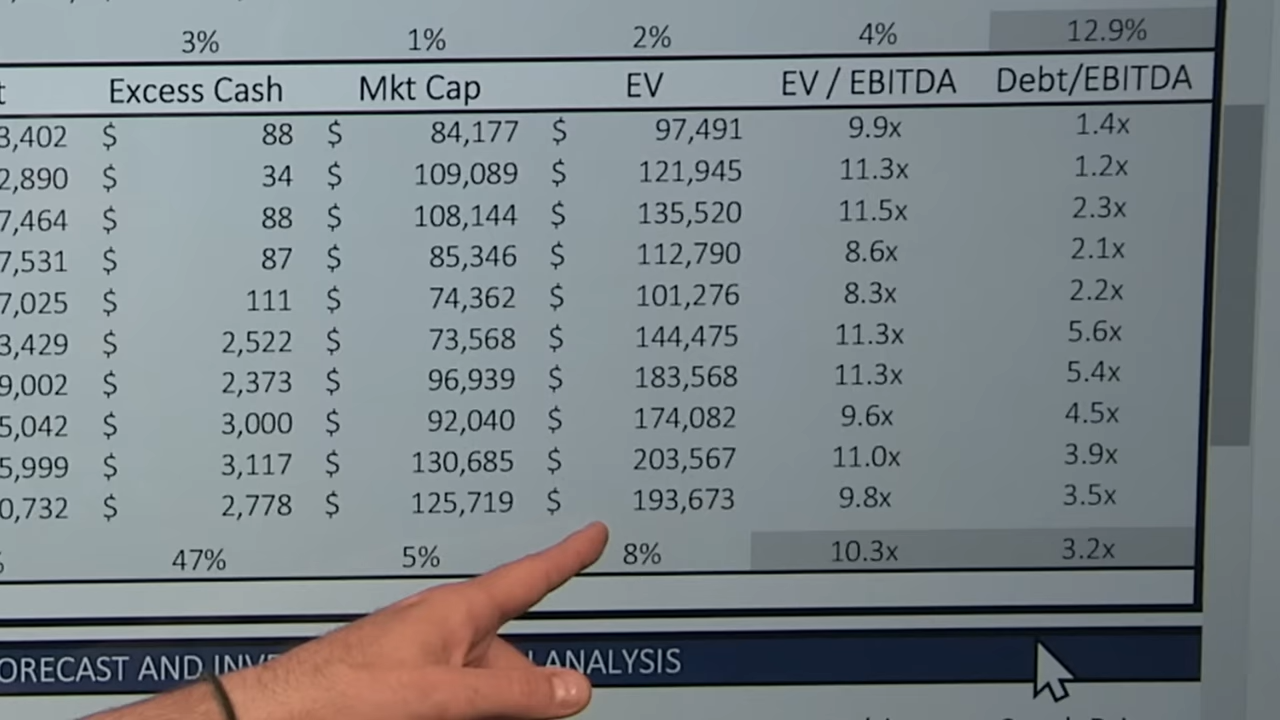 3% 1% 2% 4% 12.9%
t Excess Cash Mkt Cap EV EV / EBITDA Debt/EBITDA
3,402 $ 88 $ 84,177 $ 97,491 9.9x 1.4x
2,890 $ 34 $ 109,089 $ 121,945 11.3x 1.2x
7,464 $ 88 $ 108,144 $ 135,520 11.5x 2.3x
7,531 $ 87 $ 85,346 $ 112,790 8.6x 2.1x
7,025 $ 111 $ 74,362 $ 101,276 8.3x 2.2x
3,429 $ 2,522 $ 73,568 $ 144,475 11.3x 5.6x
9,002 $ 2,373 $ 96,939 $ 183,568 11.3x 5.4x
5,042 $ 3,000 $ 92,040 $ 174,082 9.6x 4.5x
5,999 $ 3,117 $ 130,685 $ 203,567 11.0x 3.9x
0,732 $ 2,778 $ 125,719 $ 193,673 9.8x 3.5x
47% 5% 8% 10.3x 3.2x
ORECAST AND INVE ANALYSIS